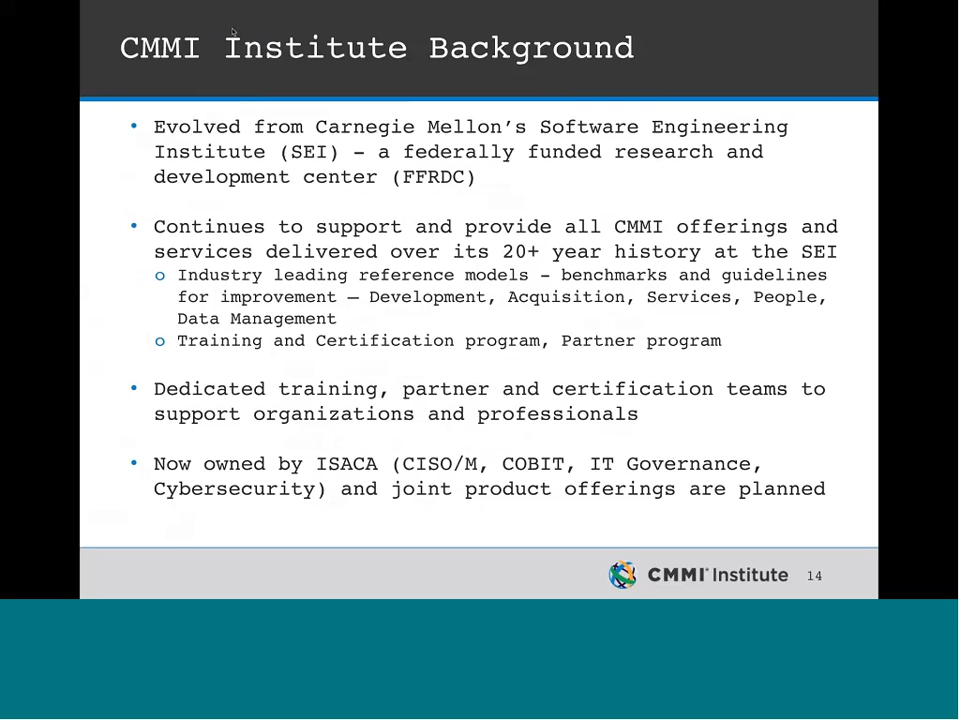 CMMI Institute Background
• Evolved from Carnegie Mellon's Software Engineering
Institute (SEI) – a federally funded research and
development center (FFRDC)
• Continues to support and provide all CMMI offerings and
services delivered over its 20+ year history at the SEI
o Industry leading reference models - benchmarks and guidelines
for improvement — Development, Acquisition, Services, People,
Data Management
o Training and Certification program, Partner program
• Dedicated training, partner and certification teams to
support organizations and professionals
• Now owned by ISACA (CISO/M, COBIT, IT Governance,
Cybersecurity) and joint product offerings are planned
CMMI® Institute 14